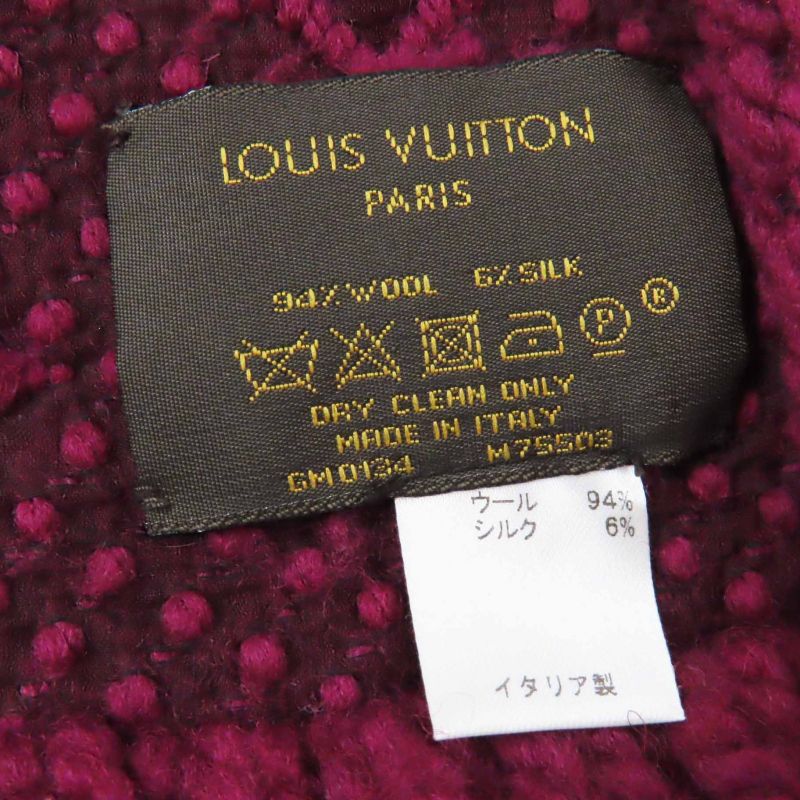 LOUIS VUITTON
PARIS
94% WOOL 6% SILK
P ®
DRY CLEAN ONLY
MADE IN ITALY
GM0134 M75503
ウール 94%
シルク 6%
イタリア製